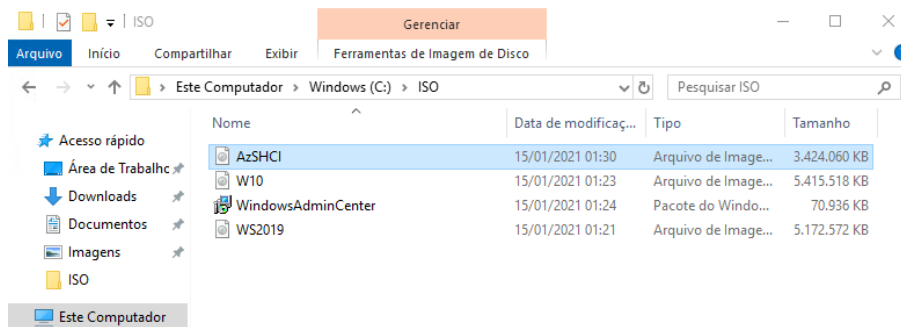 ISO
Gerenciar
Arquivo Início Compartilhar Exibir Ferramentas de Imagem de Disco
Este Computador > Windows (C:) > ISO
Pesquisar ISO
Nome Data de modificaç... Tipo Tamanho
Acesso rápido
Área de Trabalho
Downloads
Documentos
Imagens
ISO
Este Computador
AzSHCI 15/01/2021 01:30 Arquivo de Image... 3.424.060 KB
W10 15/01/2021 01:23 Arquivo de Image... 5.415.518 KB
WindowsAdminCenter 15/01/2021 01:24 Pacote do Windo... 70.936 KB
WS2019 15/01/2021 01:21 Arquivo de Image... 5.172.572 KB